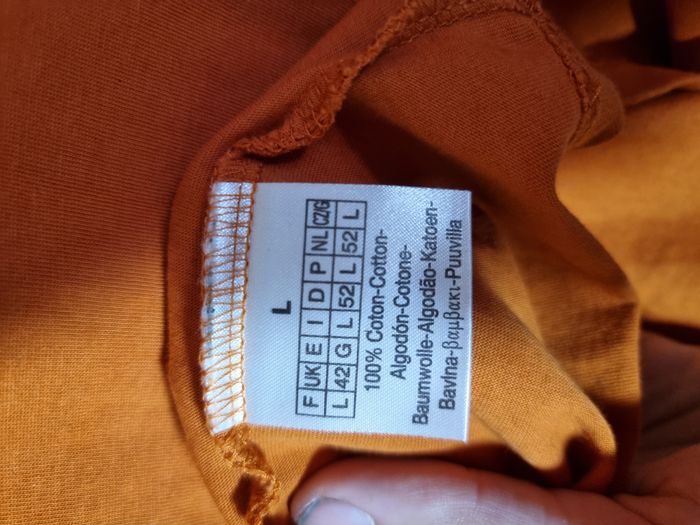 L
F UK E I D P NL CZ/G
L 42 G L 52 L 52 L
100% Coton-Cotton-
Algodón-Cotone-
Baumwolle-Algodão-Katoen-
Bavlna-βαμβακι-Puuvilla